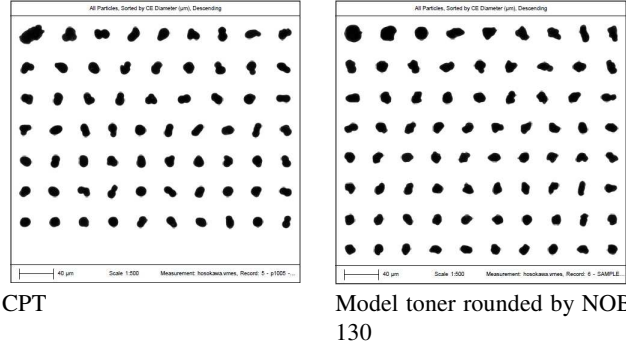 All Particles, Sorted by CE Diameter (µm), Descending
40 µm
Scale 1:500
Measurement: hosokawa.vmes, Record: 5 - p1005 -...
CPT
All Particles, Sorted by CE Diameter (µm), Descending
40 µm
Scale 1:500
Measurement: hosokawa.vmes, Record: 6 - SAMPLE...
Model toner rounded by NOB
130